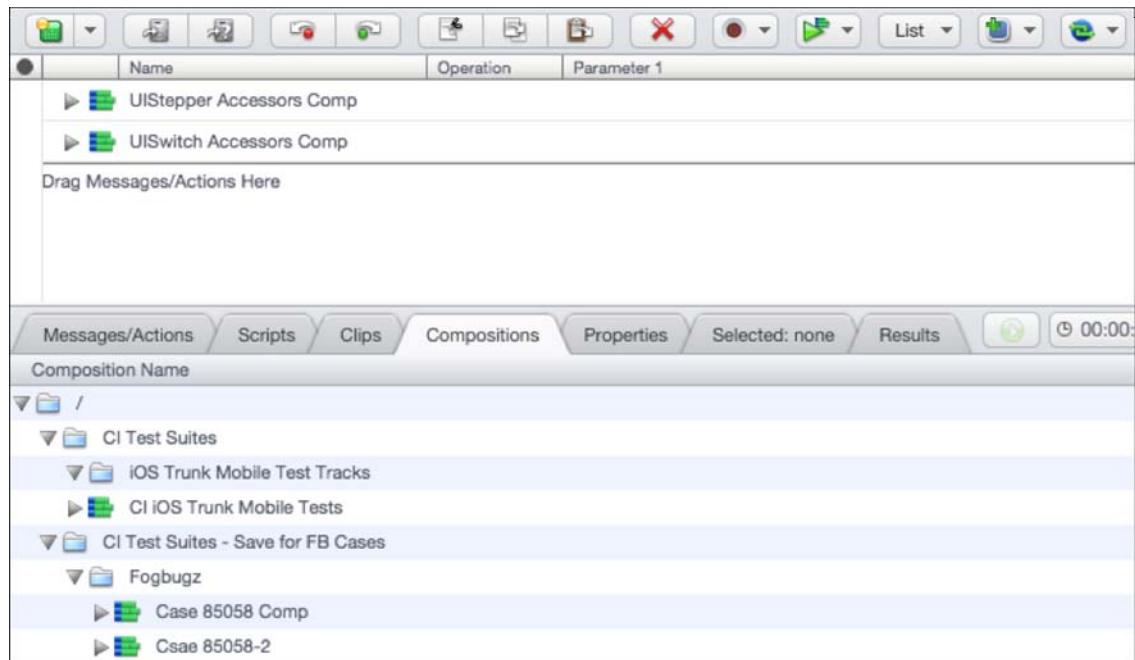 List
Name Operation Parameter 1
UIStepper Accessors Comp
UISwitch Accessors Comp
Drag Messages/Actions Here
Messages/Actions Scripts Clips Compositions Properties Selected: none Results 00:00:
Composition Name
/
CI Test Suites
iOS Trunk Mobile Test Tracks
CI iOS Trunk Mobile Tests
CI Test Suites - Save for FB Cases
Fogbugz
Case 85058 Comp
Csae 85058-2